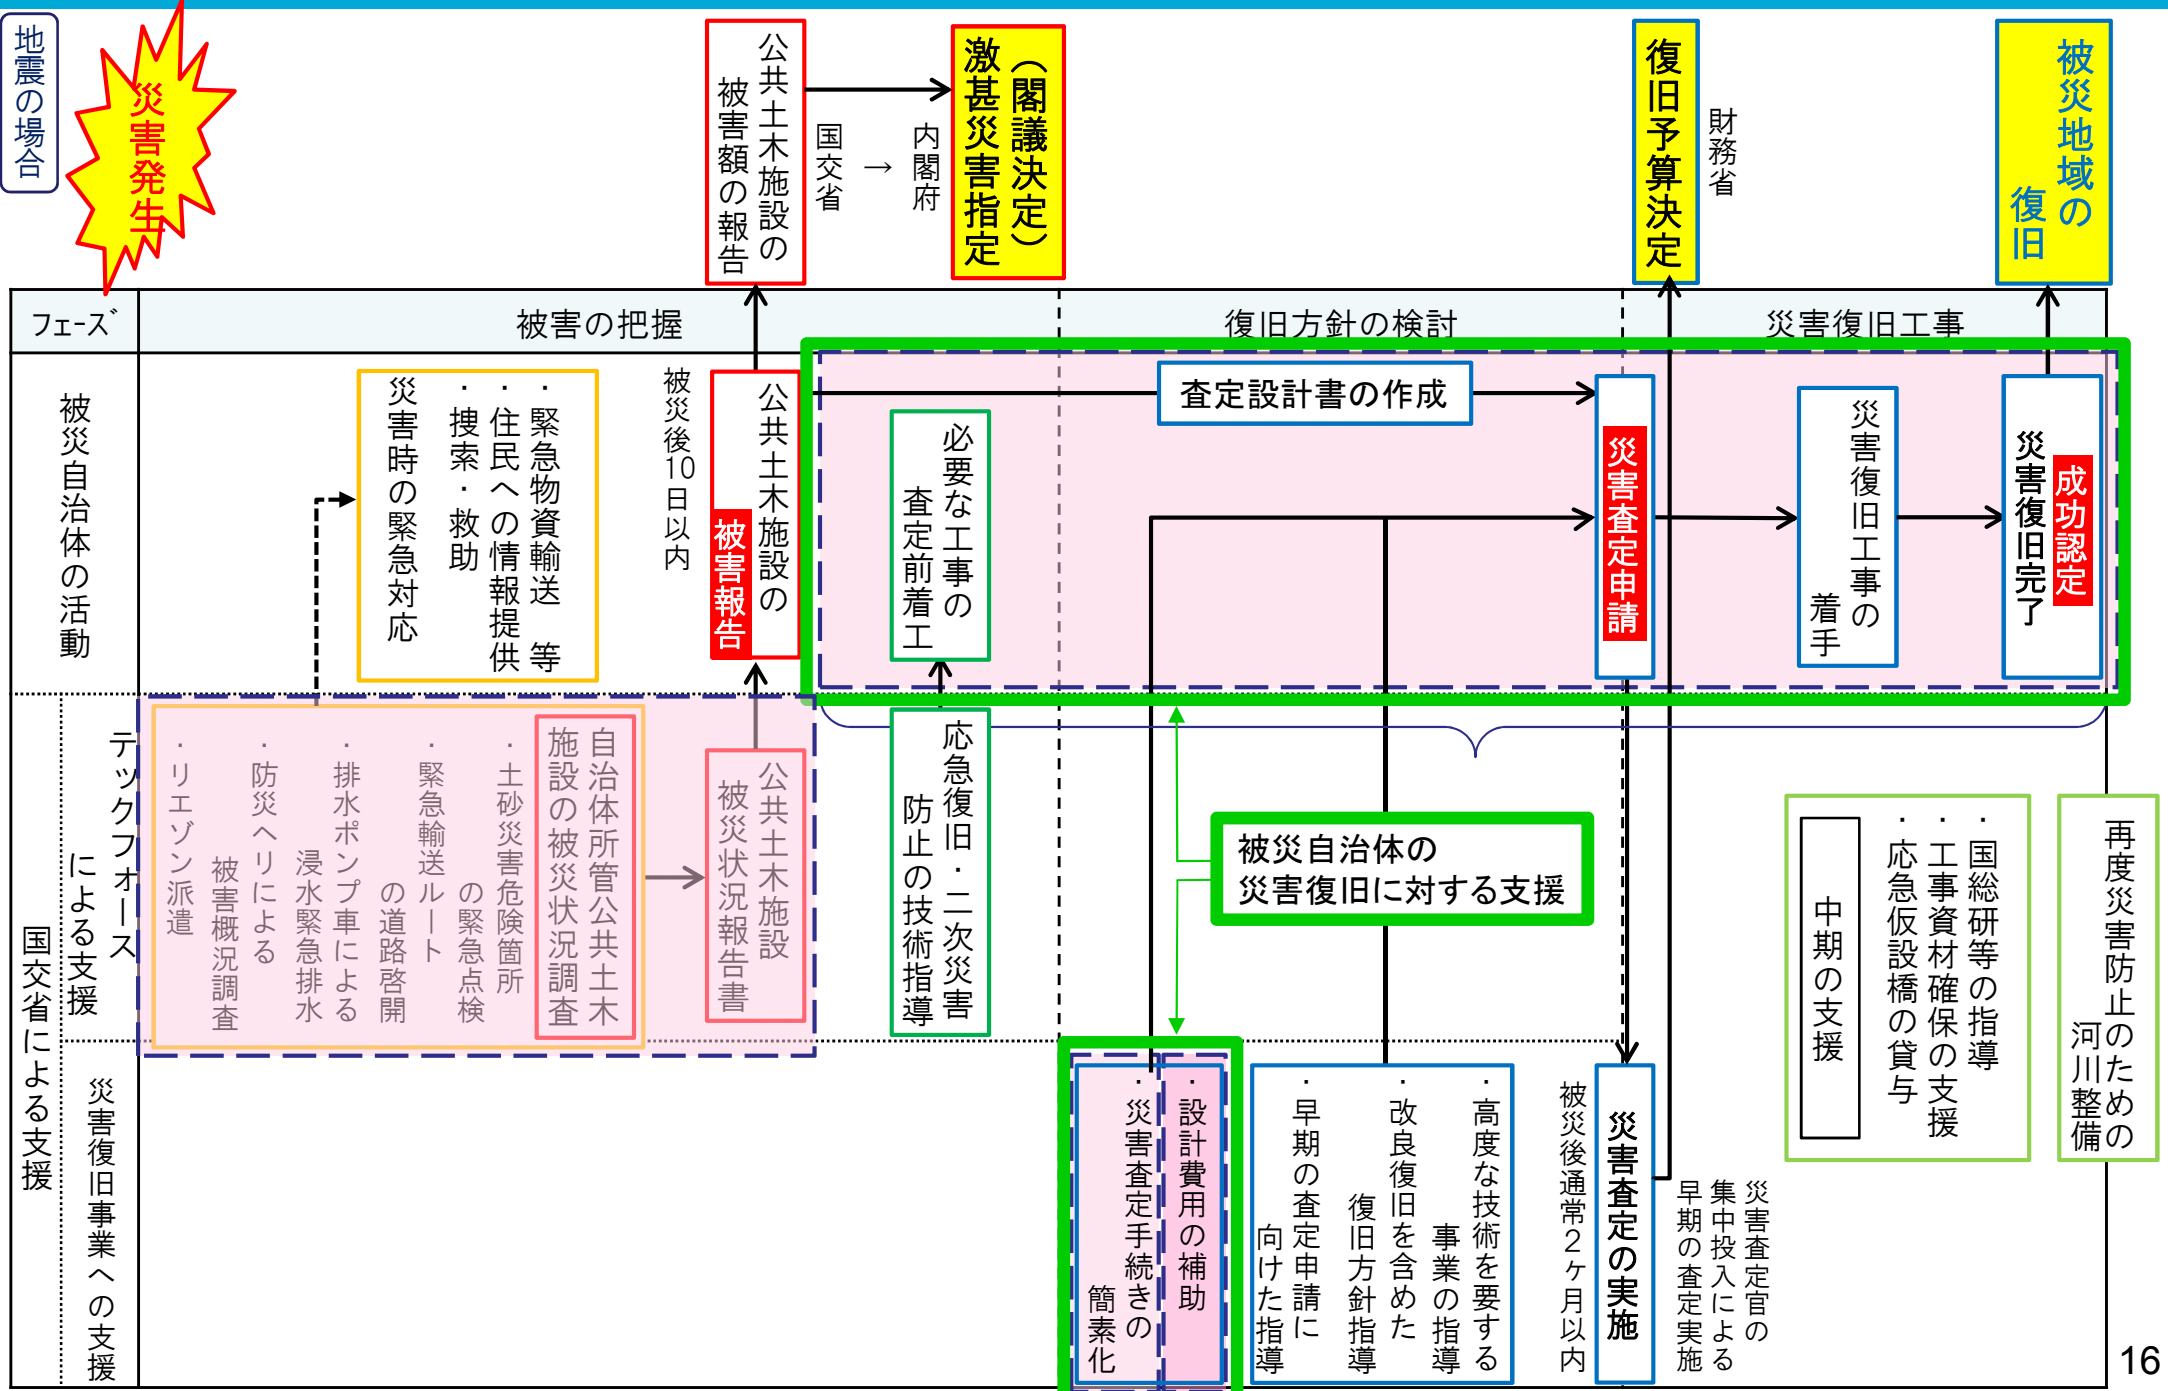 地震の場合
災害発生
公共土木施設の
被害額の報告
国交省
→
内閣府
激甚災害指定
（閣議決定）
復旧予算決定
財務省
被災地域の
復旧
フェーズ
被害の把握
復旧方針の検討
災害復旧工事
被災自治体の活動
災害時の緊急対応
・緊急物資輸送　等
・住民への情報提供
・捜索・救助
被災後10日以内
公共土木施設の
被害報告
必要な工事の
査定前着工
査定設計書の作成
災害査定申請
災害復旧工事の
着手
災害復旧完了
成功認定
国交省による支援
テックフォース
による支援
・リエゾン派遣
・防災ヘリによる
被害概況調査
・排水ポンプ車による
浸水緊急排水
・緊急輸送ルート
の道路啓開
・土砂災害危険箇所
の緊急点検
自治体所管公共土木
施設の被災状況調査
公共土木施設
被災状況報告書
応急復旧・二次災害
防止の技術指導
被災自治体の
災害復旧に対する支援
中期の支援
・国総研等の指導
・工事資材確保の支援
・応急仮設橋の貸与
再度災害防止のための
河川整備
災害復旧事業への支援
・設計費用の補助
・災害査定手続きの
簡素化
・高度な技術を要する
事業の指導
・改良復旧を含めた
復旧方針指導
・早期の査定申請に
向けた指導
被災後通常2ヶ月以内
災害査定の実施
災害査定官の
集中投入による
早期の査定実施
16